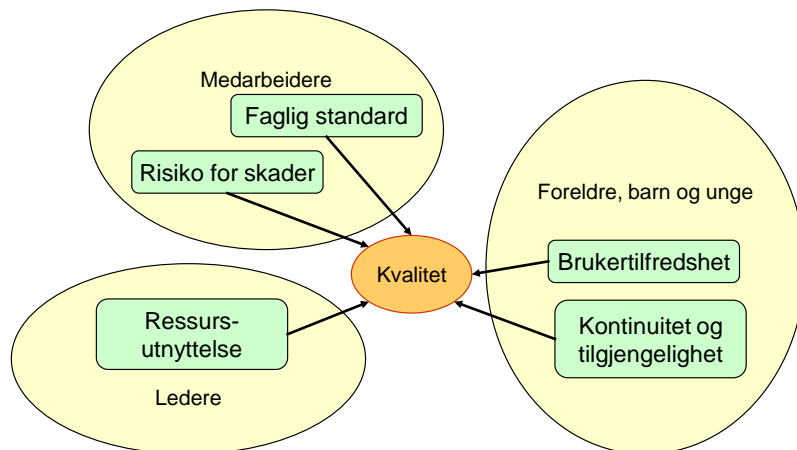 Medarbeidere
Faglig standard
Risiko for skader
Foreldre, barn og unge
Brukertilfredshet
Kvalitet
Kontinuitet og
tilgjengelighet
Ressurs-
utnyttelse
Ledere